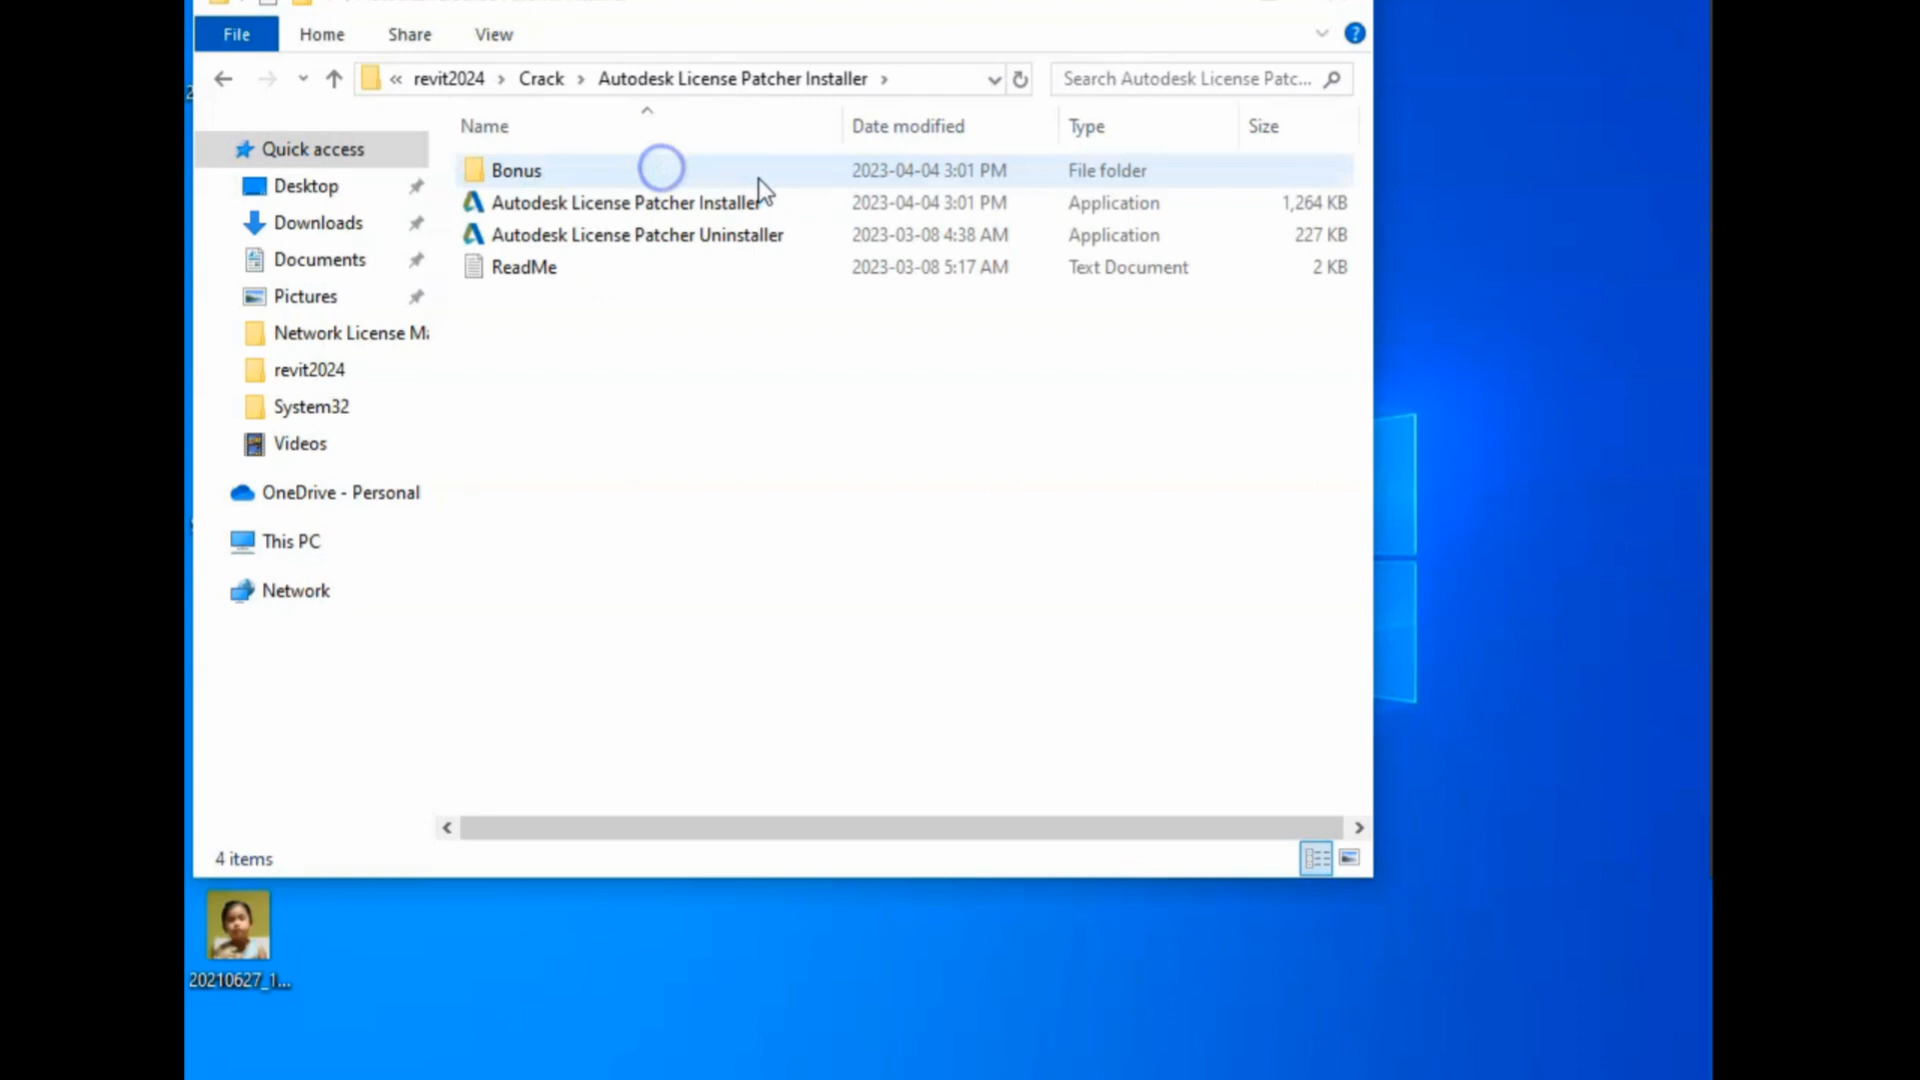 File Home Share View
« revit2024 › Crack › Autodesk License Patcher Installer › Search Autodesk License Patc...
Name Date modified Type Size
Quick access
Desktop
Downloads
Documents
Pictures
Network License Ma
revit2024
System32
Videos
OneDrive - Personal
This PC
Network
Bonus 2023-04-04 3:01 PM File folder
Autodesk License Patcher Installer 2023-04-04 3:01 PM Application 1,264 KB
Autodesk License Patcher Uninstaller 2023-03-08 4:38 AM Application 227 KB
ReadMe 2023-03-08 5:17 AM Text Document 2 KB
4 items
20210627_1...